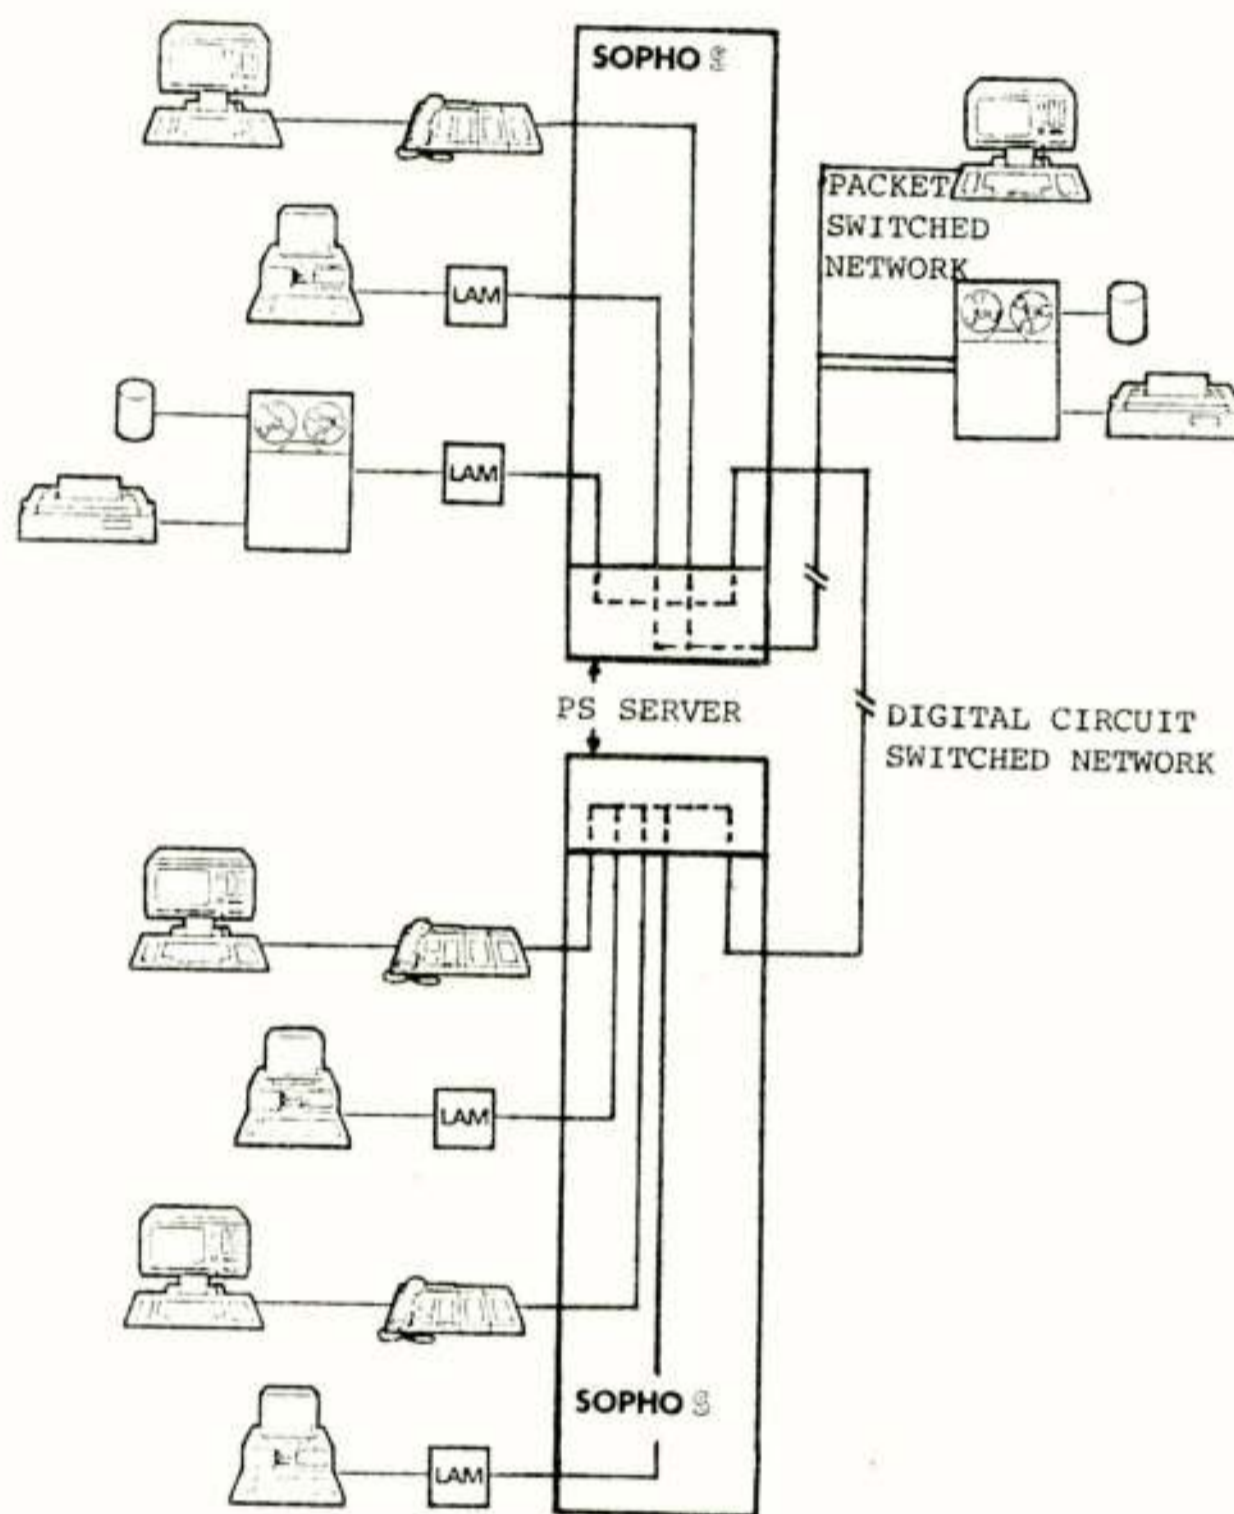 SOPHO S
PACKET
SWITCHED
NETWORK
LAM
LAM
PS SERVER
DIGITAL CIRCUIT
SWITCHED NETWORK
LAM
SOPHO S
LAM